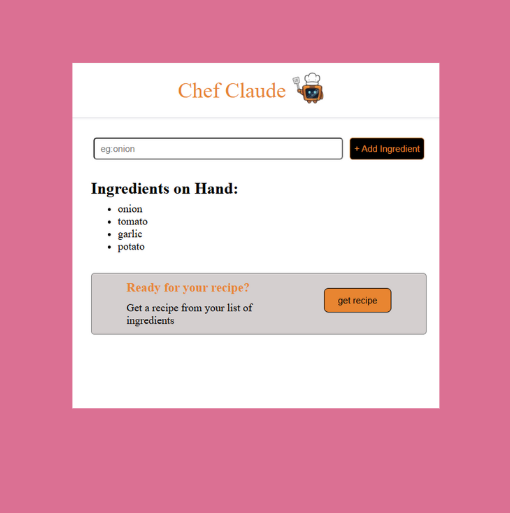 Chef Claude
eg:onion
+ Add Ingredient
Ingredients on Hand:
onion
tomato
garlic
potato
Ready for your recipe?
Get a recipe from your list of
ingredients
get recipe